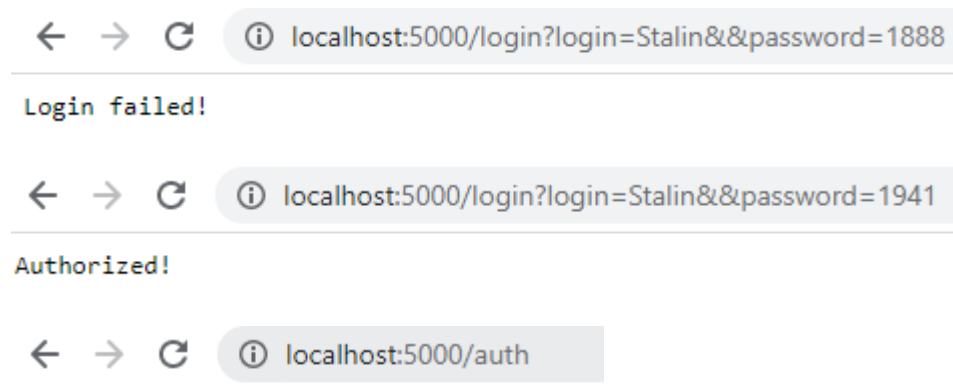 localhost:5000/login?login=Stalin&&password=1888
Login failed!
localhost:5000/login?login=Stalin&&password=1941
Authorized!
localhost:5000/auth